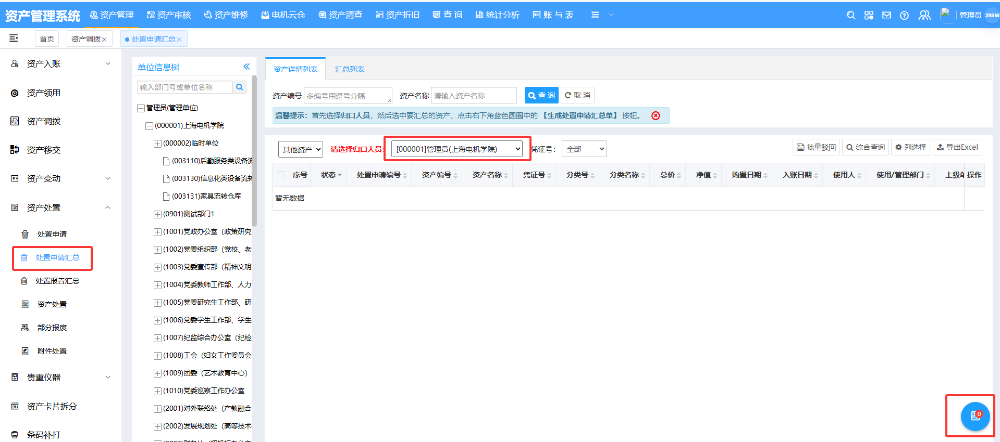 资产管理系统
资产管理
资产审核
资产维修
电机云仓
资产清查
资产折旧
查 询
统计分析
账 与 表
管理员
393M
首页
资产调拨×
处置申请汇总×
资产入账
资产领用
资产调拨
资产移交
资产变动
资产处置
处置申请
处置申请汇总
处置报告汇总
资产处置
部分报废
附件处置
贵重仪器
资产卡片拆分
条码补打
单位信息树
输入部门号或单位名称
管理员(管理单位)
(000001)上海电机学院
(000002)临时单位
(003110)后勤服务类设备流
(003130)信息化类设备流转
(003131)家具流转仓库
(0901)测试部门1
(1001)党政办公室（政策研究
(1002)党委组织部（党校、老
(1003)党委宣传部（精神文明
(1004)党委教师工作部、人力
(1005)党委研究生工作部、研
(1006)党委学生工作部、学生
(1007)纪监综合办公室（纪检
(1008)工会（妇女工作委员会
(1009)团委（艺术教育中心）
(1010)党委巡察工作办公室
(2001)对外联络处（产教融合
(2002)发展规划处（高等技术
资产详情列表
汇总列表
资产编号 多编号用逗号分隔
资产名称 请输入资产名称
查 询
取 消
温馨提示：首先选择归口人员，然后选中要汇总的资产，点击右下角蓝色圆圈中的 【生成处置申请汇总单】 按钮。
其他资产
请选择归口人员:
[000001]管理员(上海电机学院)
凭证号：
全部
批量驳回
综合查询
列选择
导出Excel
序号
状态
处置申请编号
资产编号
资产名称
凭证号
分类号
分类名称
总价
净值
购置日期
入账日期
使用人
使用/管理部门
上级单
操作
暂无数据
0